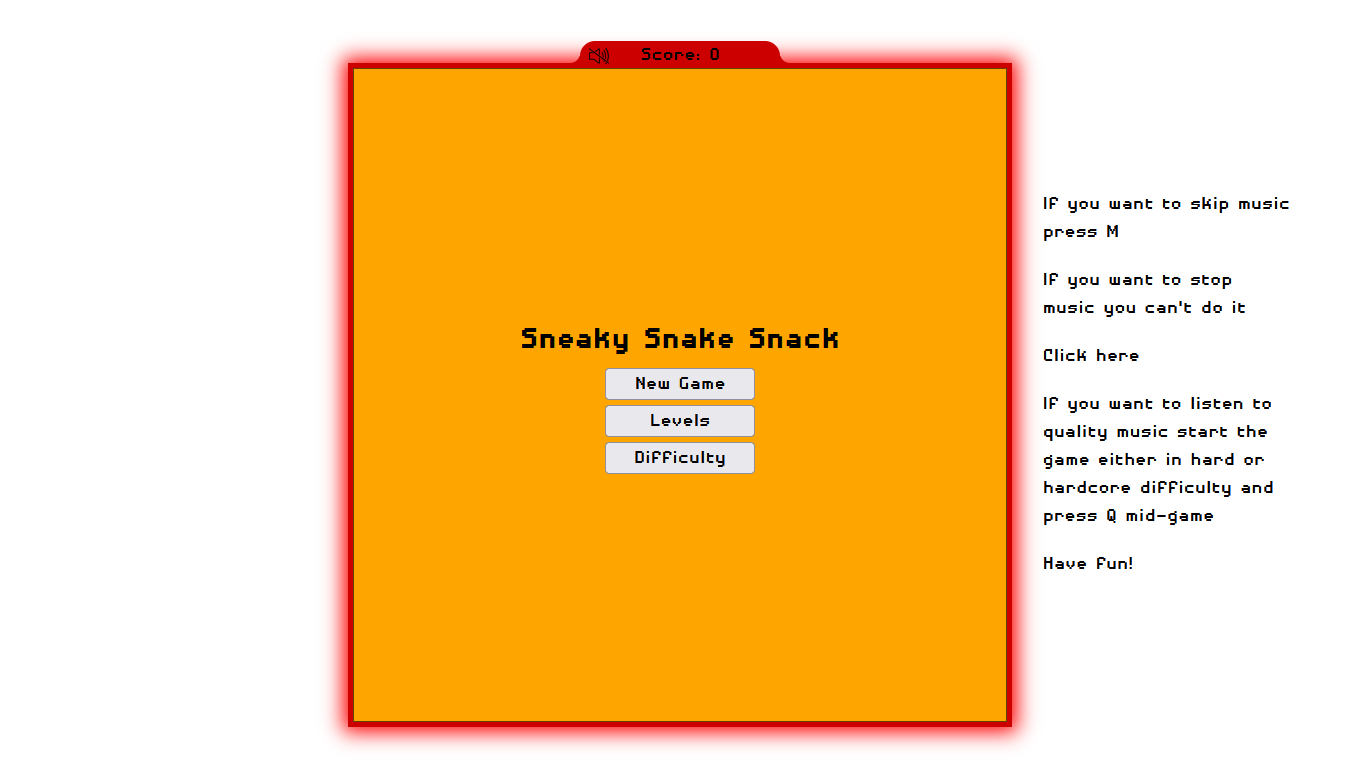 Score: 0
Sneaky Snake Snack
New Game
Levels
Difficulty
If you want to skip music
press M
If you want to stop
music you can't do it
Click here
If you want to listen to
quality music start the
game either in hard or
hardcore difficulty and
press Q mid-game
Have fun!